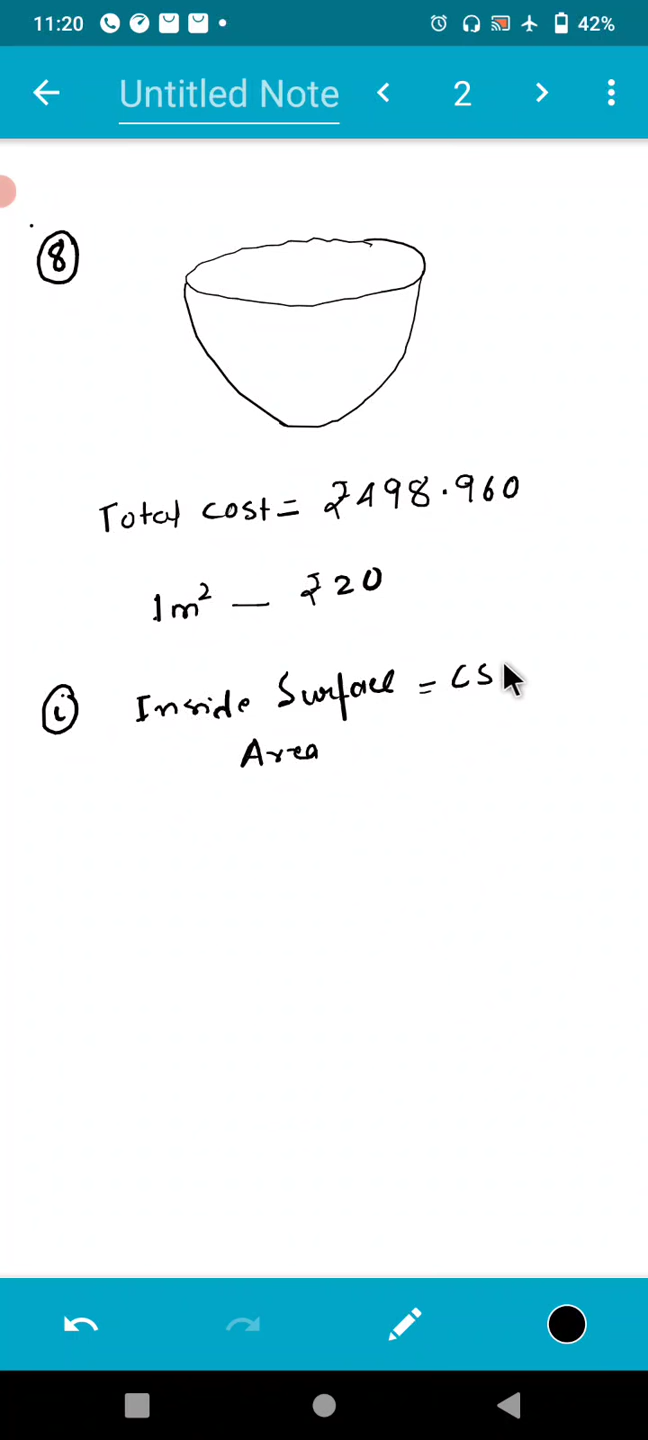 11:20 42%
Untitled Note 2
8
Total cost = ₹498.960
1m² — ₹20
i Inside Surface = CS
Area